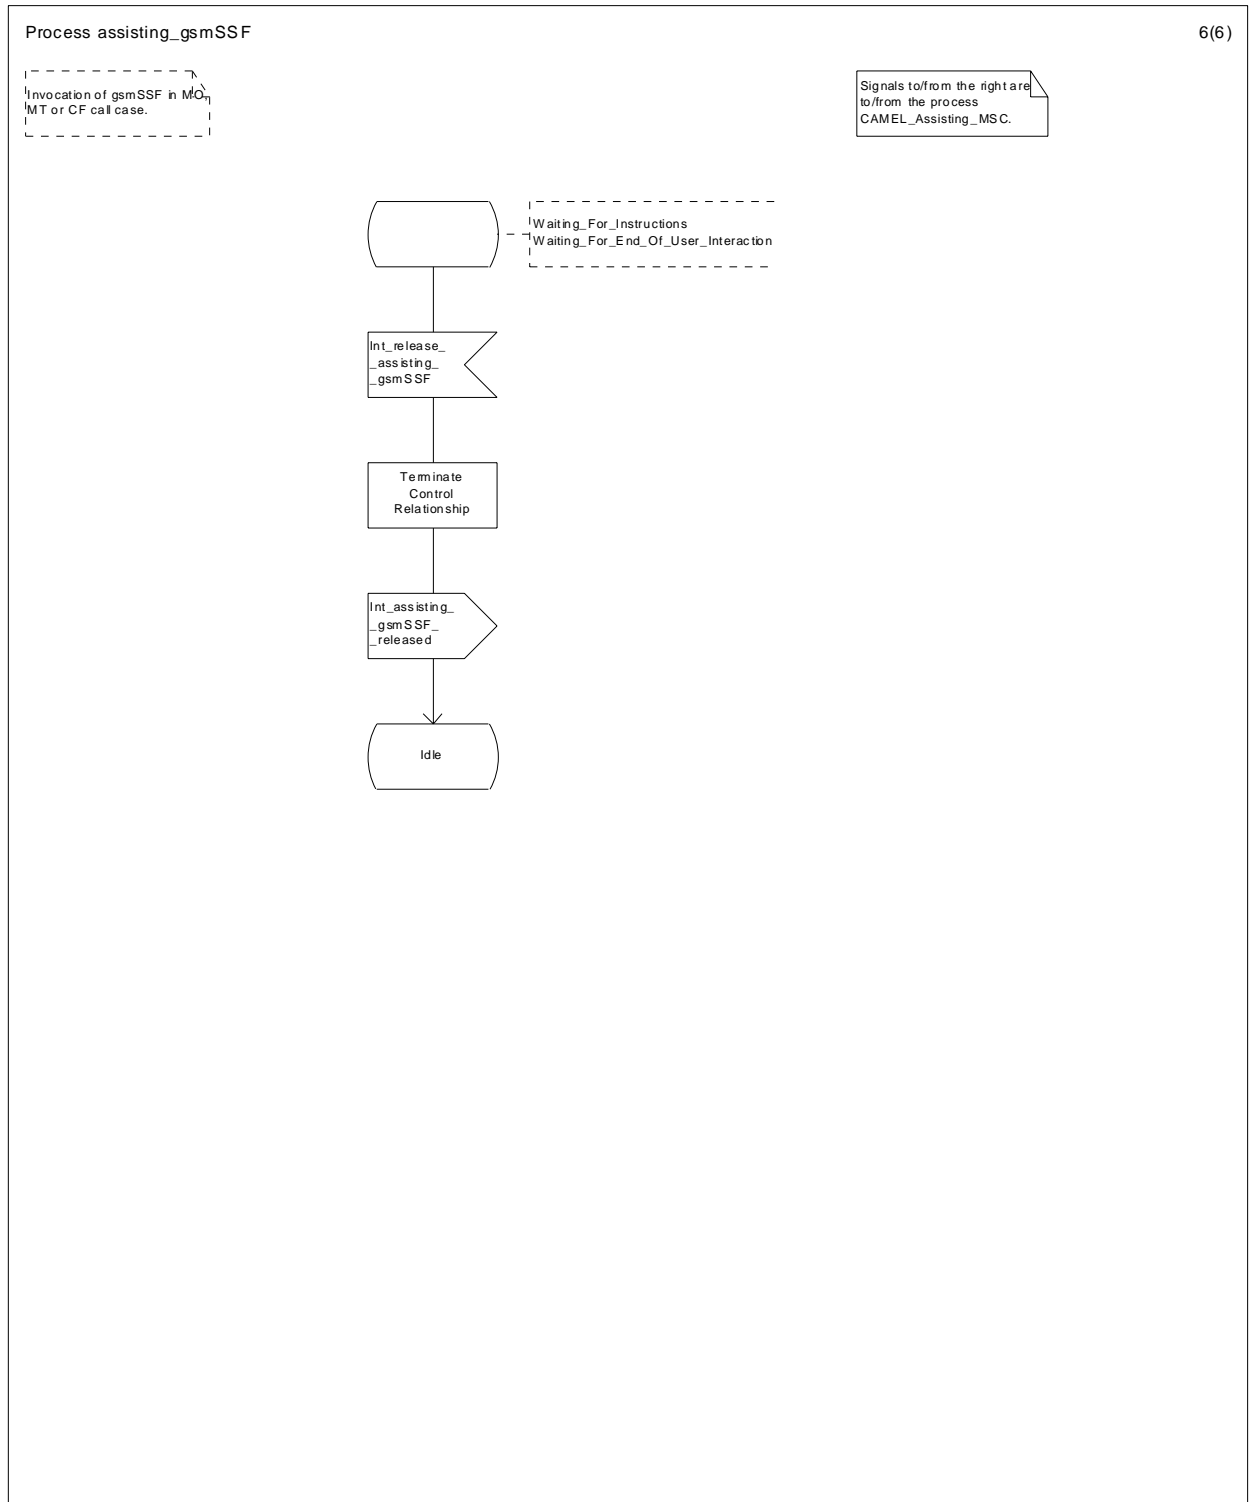 Process assisting_gsmSSF
6(6)
Invocation of gsmSSF in MO,
MT or CF call case.
Signals to/from the right are
to/from the process
CAMEL_Assisting_MSC.
Waiting_For_Instructions
Waiting_For_End_Of_User_Interaction
Int_release_
_assisting_
_gsmSSF
Terminate
Control
Relationship
Int_assisting_
_gsmSSF_
_released
Idle